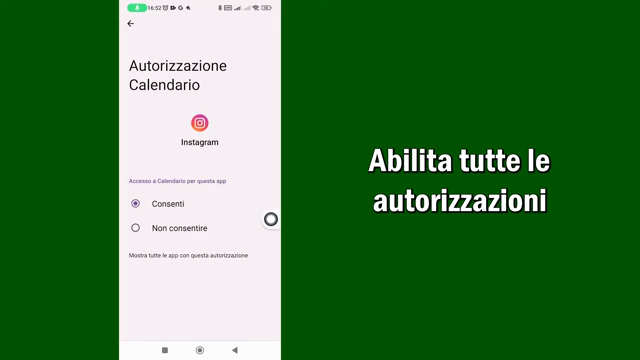 16:52
Autorizzazione
Calendario
Instagram
Accesso a Calendario per questa app
Consenti
Non consentire
Mostra tutte le app con questa autorizzazione
Abilita tutte le
autorizzazioni